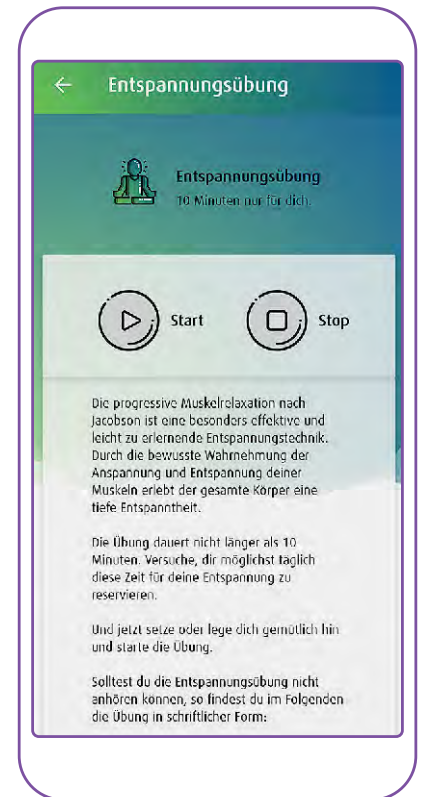 Entspannungsübung
Entspannungsübung
10 Minuten nur für dich.
Start
Stop
Die progressive Muskelrelaxation nach
Jacobson ist eine besonders effektive und
leicht zu erlernende Entspannungstechnik.
Durch die bewusste Wahrnehmung der
Anspannung und Entspannung deiner
Muskeln erlebt der gesamte Körper eine
tiefe Entspanntheit.
Die Übung dauert nicht länger als 10
Minuten. Versuche, dir möglichst täglich
diese Zeit für deine Entspannung zu
reservieren.
Und jetzt setze oder lege dich gemütlich hin
und starte die Übung.
Solltest du die Entspannungsübung nicht
anhören können, so findest du im Folgenden
die Übung in schriftlicher Form: